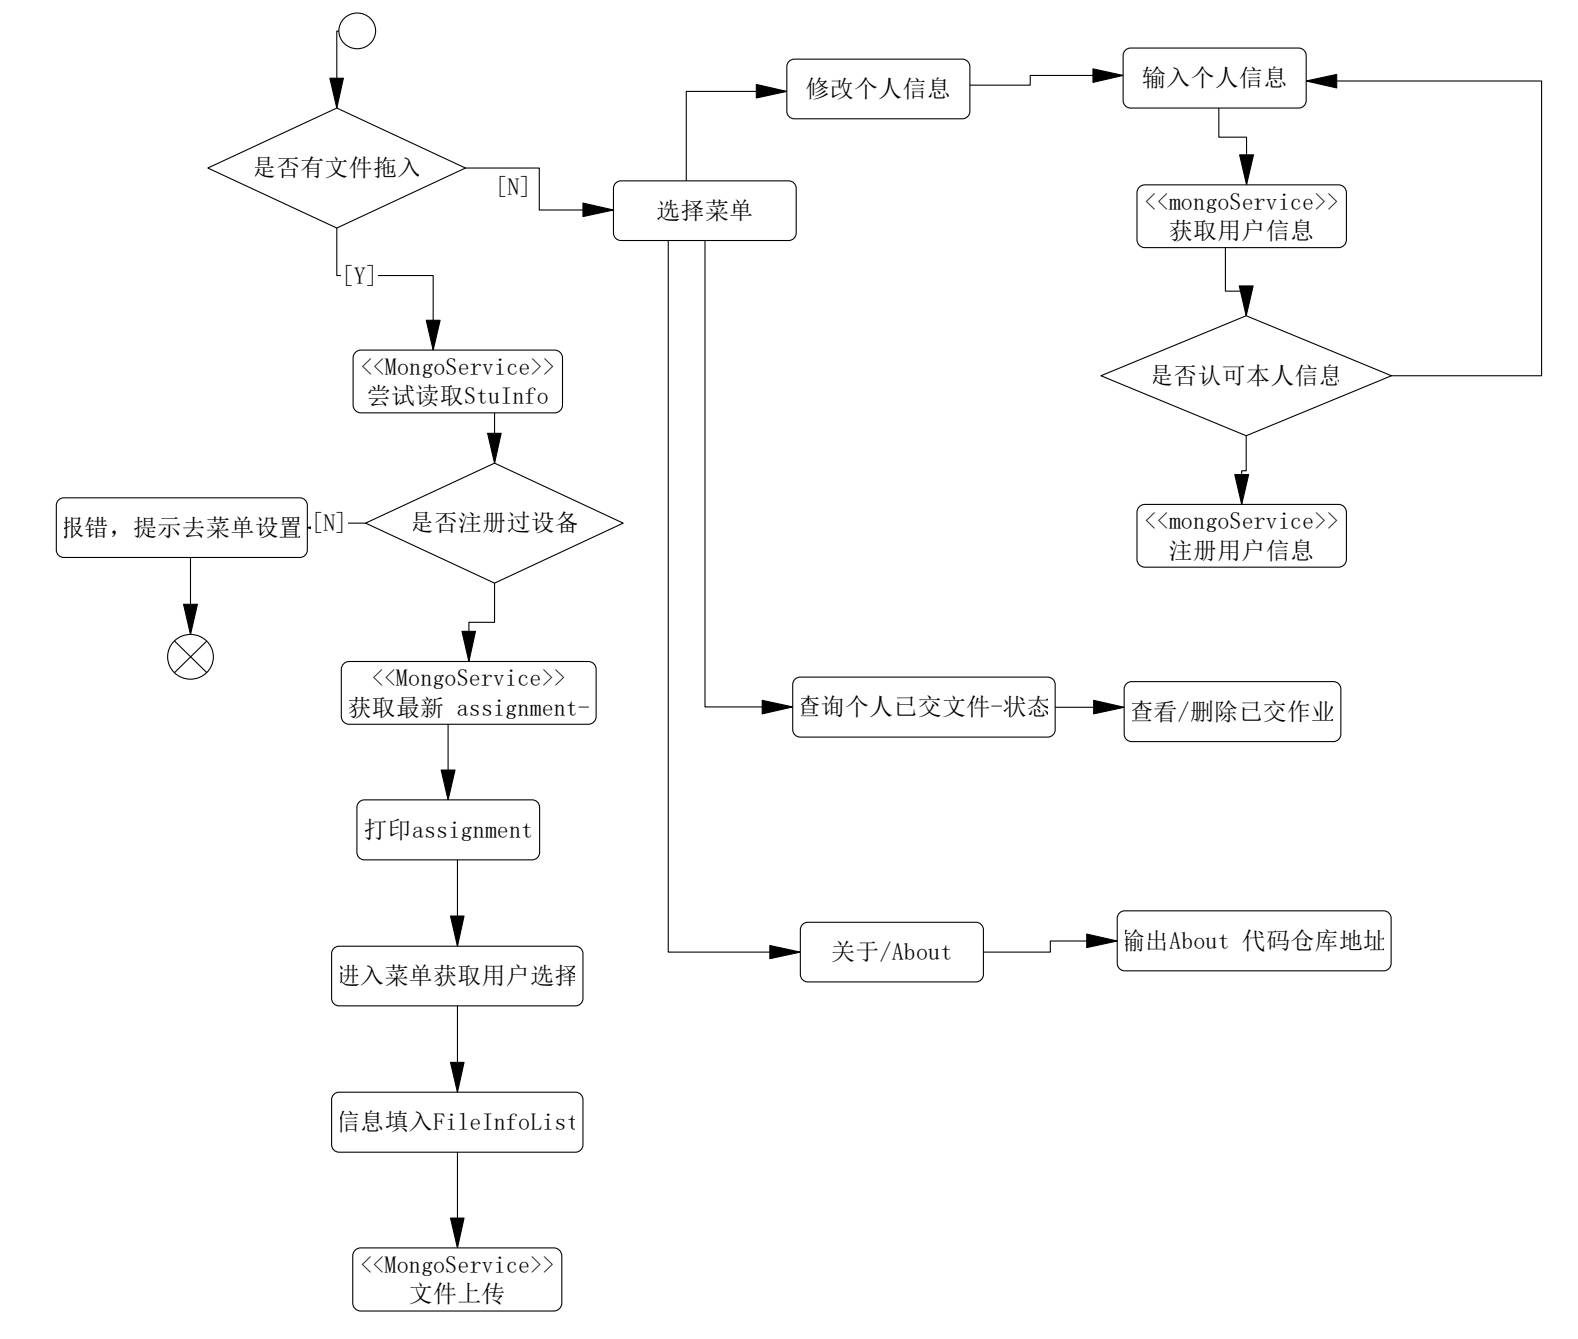 修改个人信息
输入个人信息
是否有文件拖入
[N]
选择菜单
<<mongoService>>
获取用户信息
[Y]
<<MongoService>>
尝试读取StuInfo
是否认可本人信息
报错，提示去菜单设置
[N]
是否注册过设备
<<mongoService>>
注册用户信息
<<MongoService>>
获取最新 assignment-
查询个人已交文件-状态
查看/删除已交作业
打印assignment
关于/About
输出About 代码仓库地址
进入菜单获取用户选择
信息填入FileInfoList
<<MongoService>>
文件上传